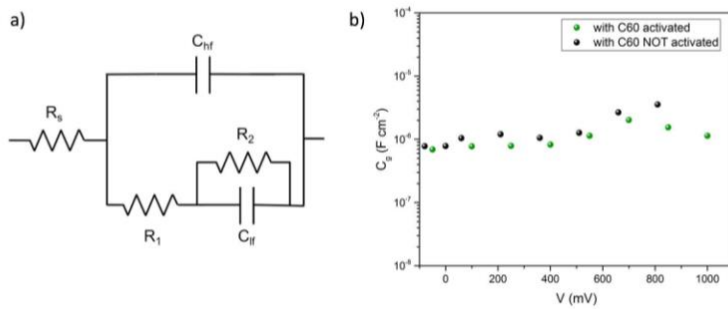 a)
C_hf
R_s
R_2
R_1
C_lf
b)
10^-4
10^-5
10^-6
10^-7
10^-8
C_g (F cm^-2)
with C60 activated
with C60 NOT activated
0 200 400 600 800 1000
V (mV)